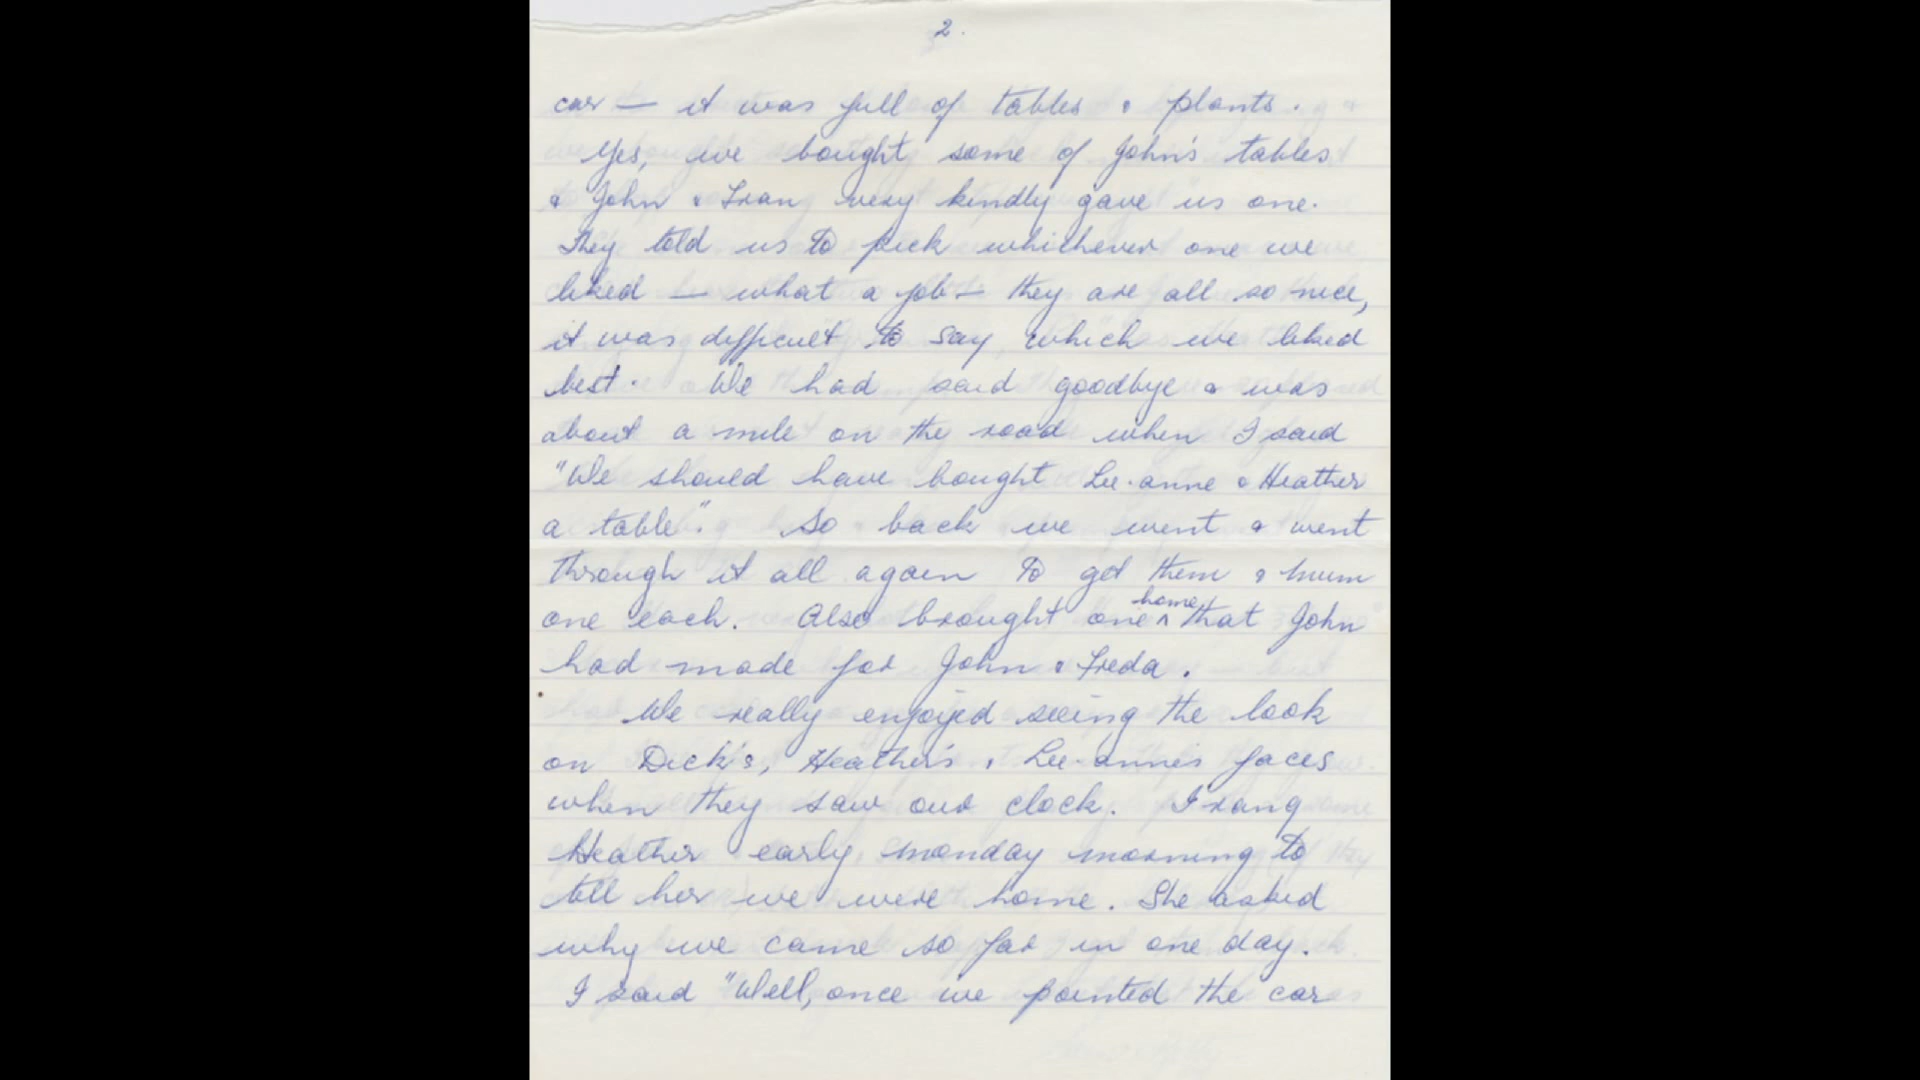 2.
car — it was full of tables & plants.
Yes, we bought some of John's tables
& John & Fran very kindly gave us one.
They told us to pick whichever one we
liked — what a job — they are all so nice,
it was difficult to say which we liked
best. We had said goodbye & was
about a mile on the road when I said
"We should have bought Lee-anne & Heather
a table". So back we went & went
through it all again to get them & Mum
one each. Also brought one ^home that John
had made for John & Freda.
We really enjoyed seeing the look
on Dick's, Heather's & Lee-anne's faces
when they saw our clock. I rang
Heather early monday morning to
tell her we were home. She asked
why we came so far in one day.
I said "Well, once we pointed the car